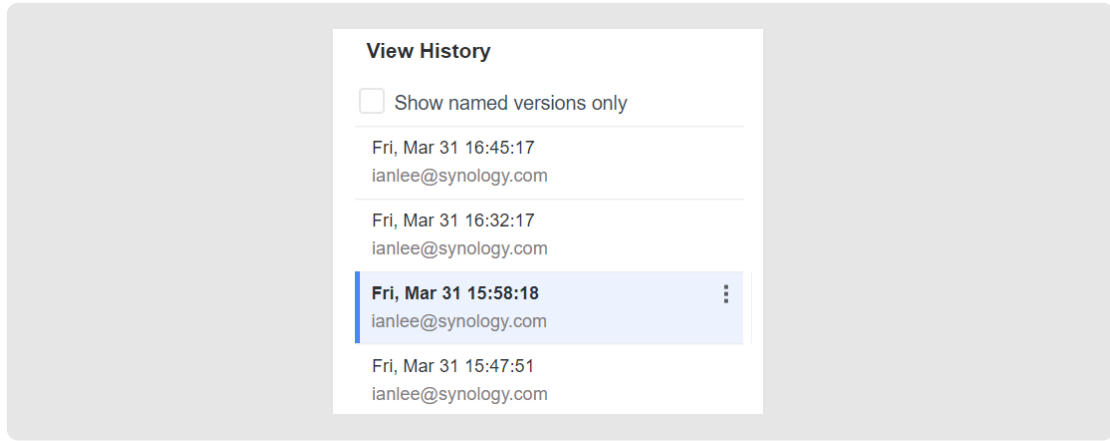 View History
Show named versions only
Fri, Mar 31 16:45:17
ianlee@synology.com
Fri, Mar 31 16:32:17
ianlee@synology.com
Fri, Mar 31 15:58:18
ianlee@synology.com
Fri, Mar 31 15:47:51
ianlee@synology.com